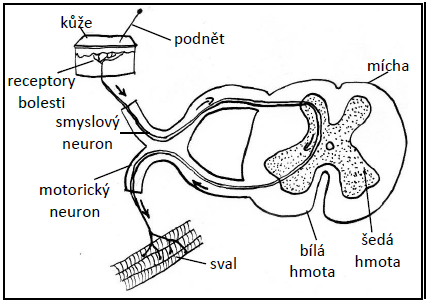 kůže
podnět
receptory
bolesti
smyslový
neuron
motorický
neuron
sval
mícha
bílá
hmota
šedá
hmota